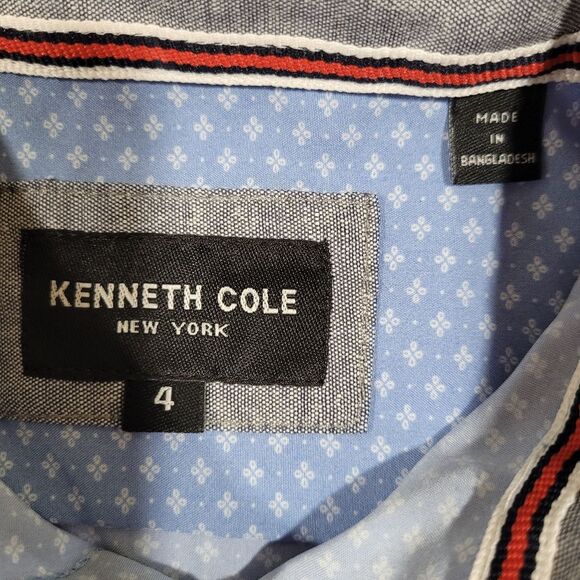 MADE
IN
BANGLADESH
KENNETH COLE
NEW YORK
4